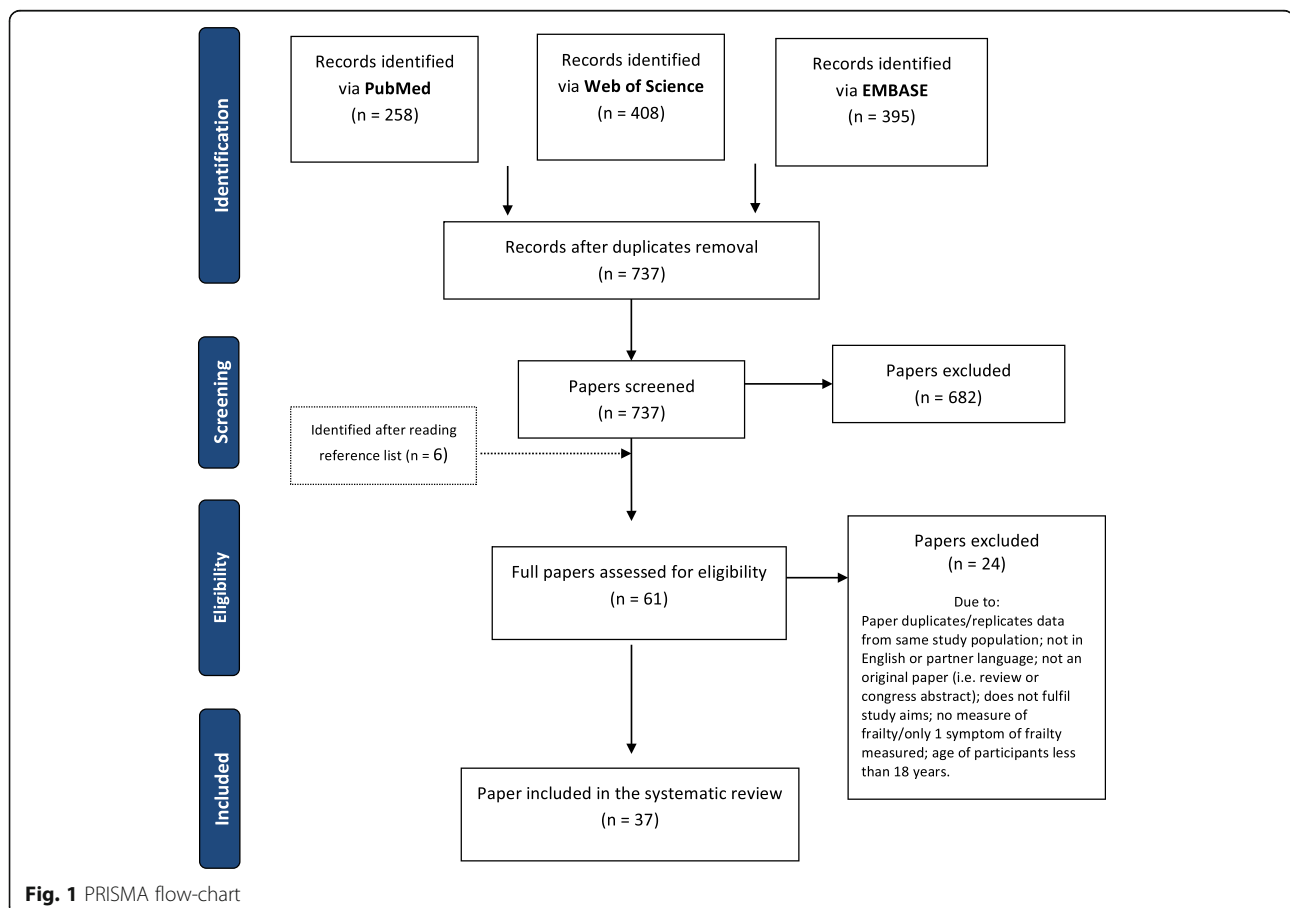 Identification
Records identified
via PubMed
(n = 258)
Records identified
via Web of Science
(n = 408)
Records identified
via EMBASE
(n = 395)
Records after duplicates removal
(n = 737)
Screening
Papers screened
(n = 737)
Papers excluded
(n = 682)
Identified after reading
reference list (n = 6)
Eligibility
Full papers assessed for eligibility
(n = 61)
Papers excluded
(n = 24)
Due to:
Paper duplicates/replicates data
from same study population; not in
English or partner language; not an
original paper (i.e. review or
congress abstract); does not fulfil
study aims; no measure of
frailty/only 1 symptom of frailty
measured; age of participants less
than 18 years.
Included
Paper included in the systematic review
(n = 37)
Fig. 1 PRISMA flow-chart